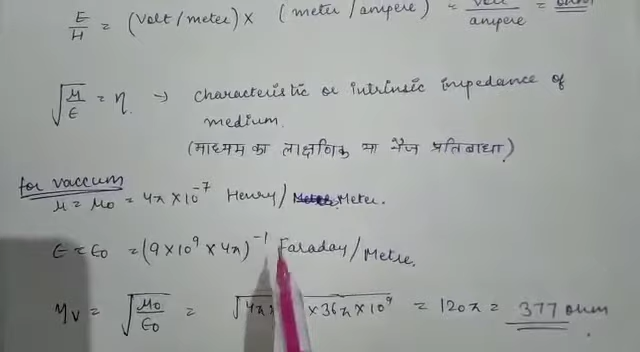 E/H = (Volt/meter) × (meter/ampere) = volt/ampere = ohm
√μ/ε = η → characteristic or intrinsic impedance of
medium.
(माध्यम का लाक्षणिक या नैज प्रतिबाधा)
for vaccum
μ = μ0 = 4π × 10^-7 Henry/ Meter.
ε = ε0 = (9 × 10^9 × 4π)^-1 Faraday/Metre.
ηv = √μ0/ε0 = √4π × 36π × 10^9 = 120π = 377 ohm